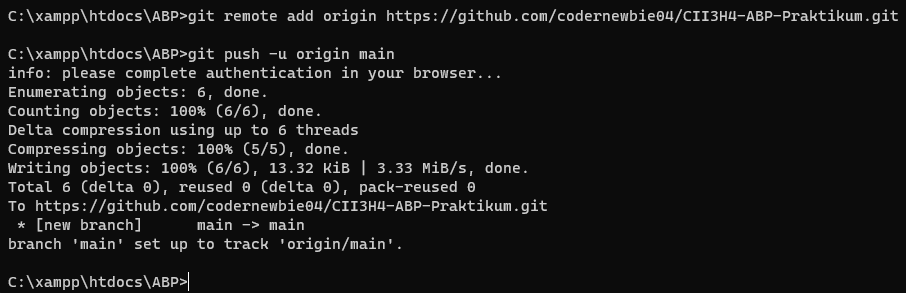 C:\xampp\htdocs\ABP>git remote add origin https://github.com/codernewbie04/CII3H4-ABP-Praktikum.git
C:\xampp\htdocs\ABP>git push -u origin main
info: please complete authentication in your browser...
Enumerating objects: 6, done.
Counting objects: 100% (6/6), done.
Delta compression using up to 6 threads
Compressing objects: 100% (5/5), done.
Writing objects: 100% (6/6), 13.32 KiB | 3.33 MiB/s, done.
Total 6 (delta 0), reused 0 (delta 0), pack-reused 0
To https://github.com/codernewbie04/CII3H4-ABP-Praktikum.git
 * [new branch]      main -> main
branch 'main' set up to track 'origin/main'.
C:\xampp\htdocs\ABP>